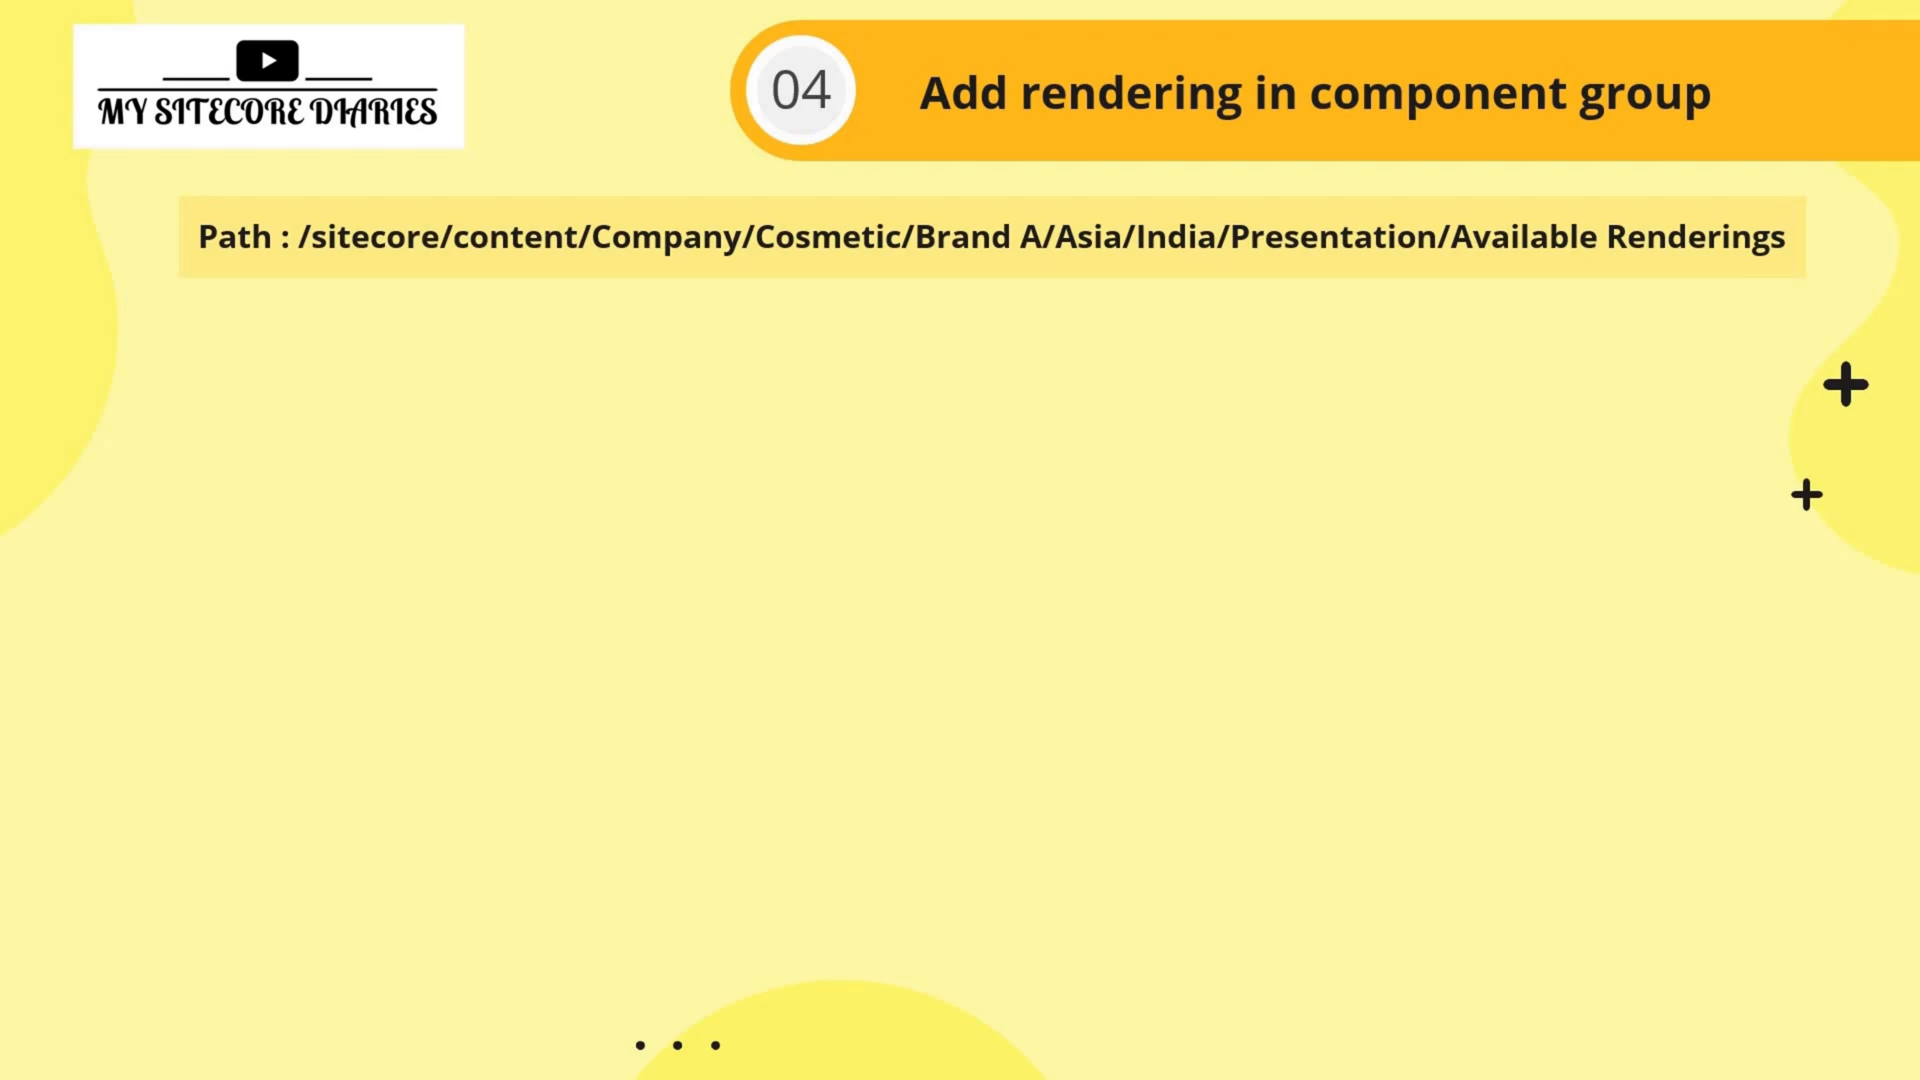 MY SITECORE DIARIES
04
Add rendering in component group
Path : /sitecore/content/Company/Cosmetic/Brand A/Asia/India/Presentation/Available Renderings